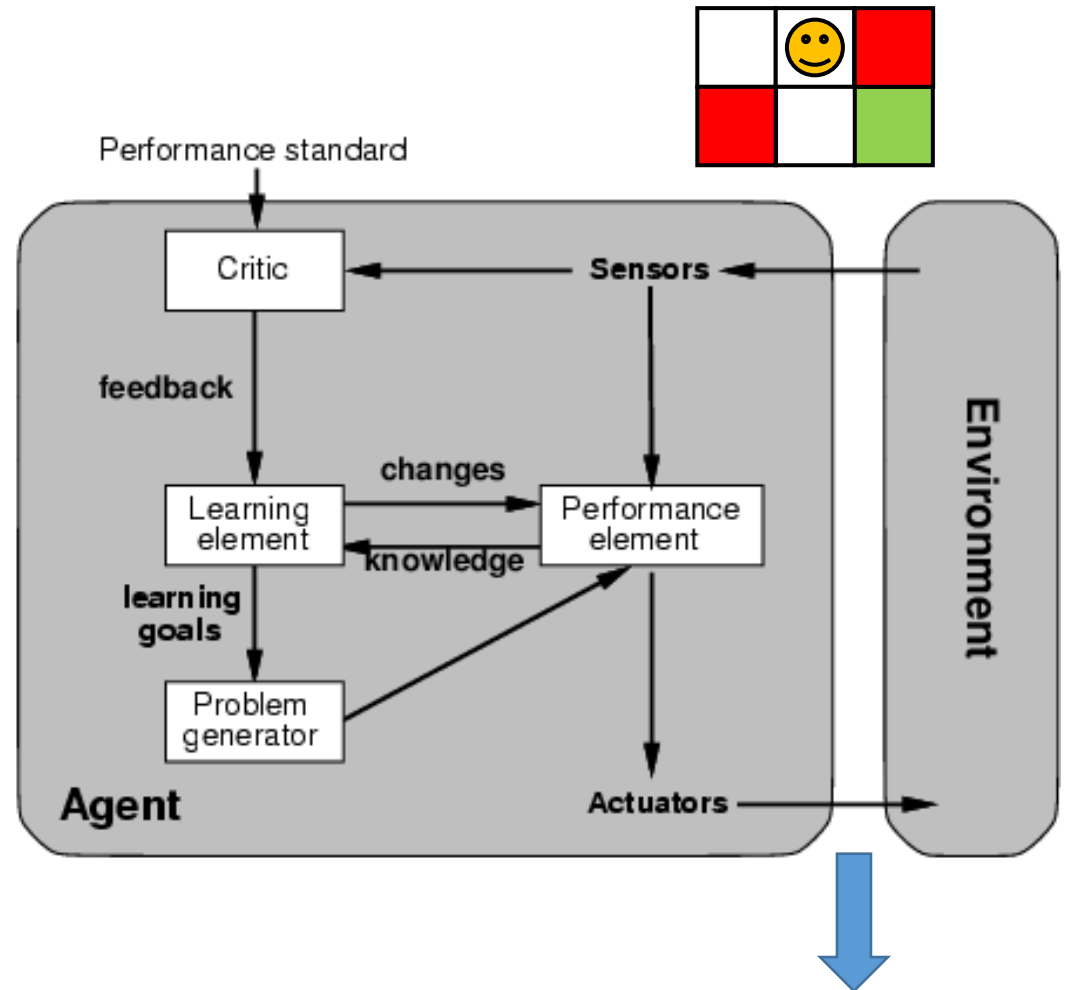 Performance standard
Critic
Sensors
feedback
changes
Learning
element
Performance
element
knowledge
learning
goals
Problem
generator
Agent
Actuators
Environment